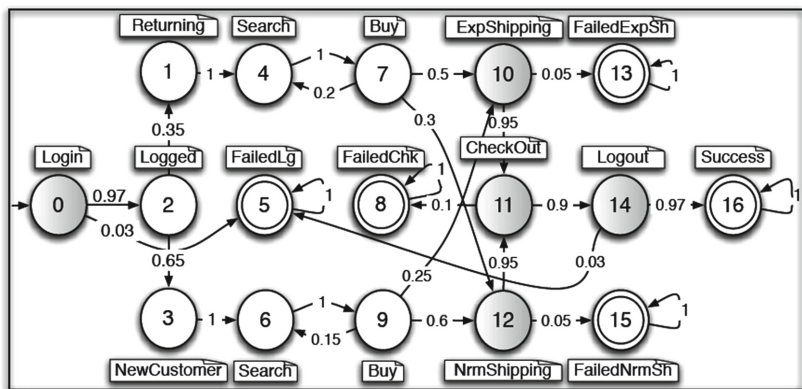 Returning Search Buy ExpShipping FailedExpSh
1 1 4 1 7 0.5 10 0.05 13 1
0.2
0.35 0.3 0.95
Login Logged FailedLg FailedChk CheckOut Logout Success
0 0.97 2 5 1 8 1 0.1 11 0.9 14 0.97 16 1
0.03
0.65 0.25 0.95 0.03
3 1 6 1 9 0.6 12 0.05 15 1
0.15
NewCustomer Search Buy NrmShipping FailedNrmSh